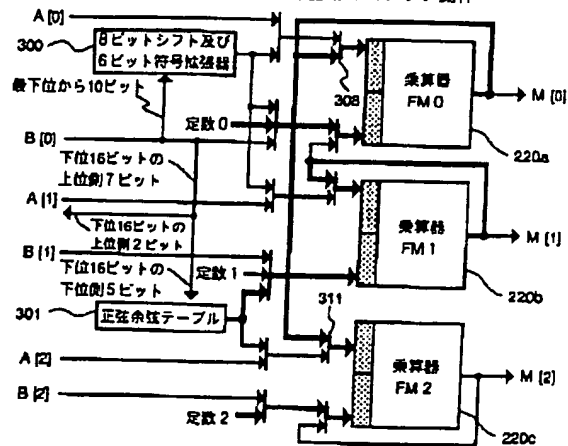 A [0]
300
8ビットシフト及び
6ビット符号拡張器
最下位から10ビット
定数0
B [0]
下位16ビットの
上位側7ビット
A [1]
下位16ビットの
上位側2ビット
B [1]
下位16ビットの
下位側5ビット
定数1
301
正弦余弦テーブル
A [2]
B [2]
定数2
308
311
乗算器
FM 0
M [0]
220a
乗算器
FM 1
M [1]
220b
乗算器
FM 2
M [2]
220c